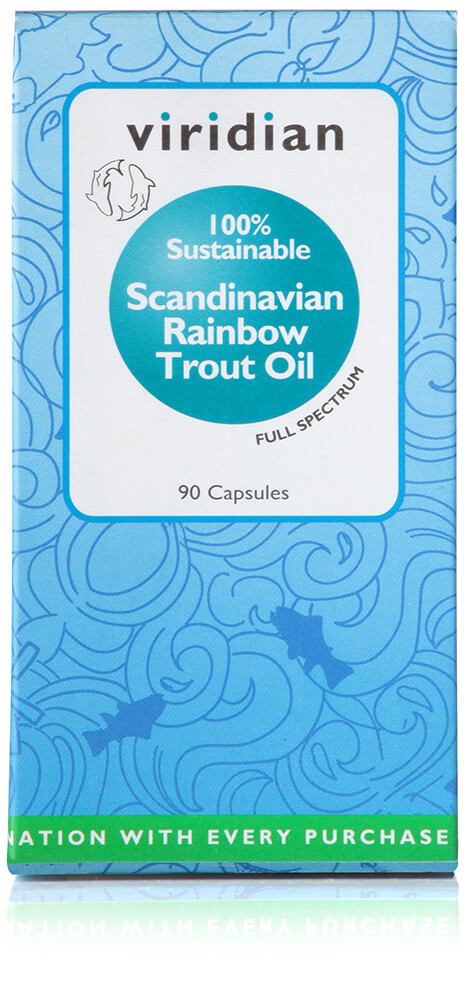 viridian
100%
Sustainable
Scandinavian
Rainbow
Trout Oil
FULL SPECTRUM
90 Capsules
NATION WITH EVERY PURCHASE